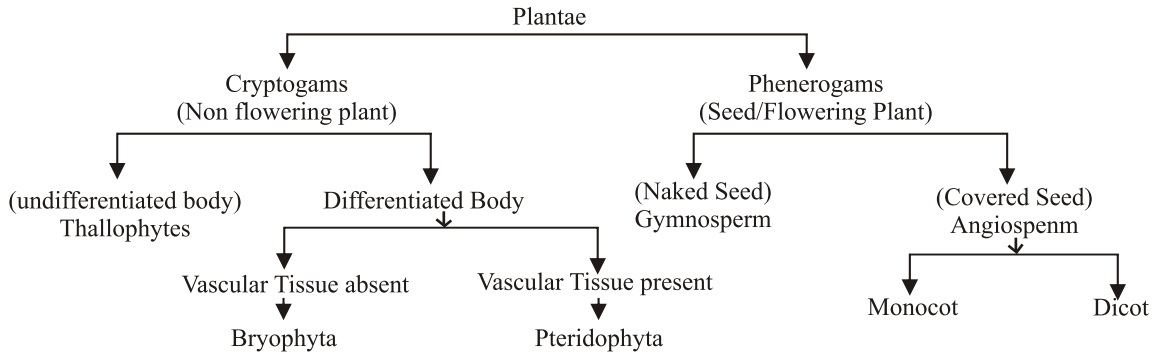 Plantae
Cryptogams
(Non flowering plant)
Phenerogams
(Seed/Flowering Plant)
(undifferentiated body)
Thallophytes
Differentiated Body
(Naked Seed)
Gymnosperm
(Covered Seed)
Angiospenm
Vascular Tissue absent
Vascular Tissue present
Monocot
Dicot
Bryophyta
Pteridophyta